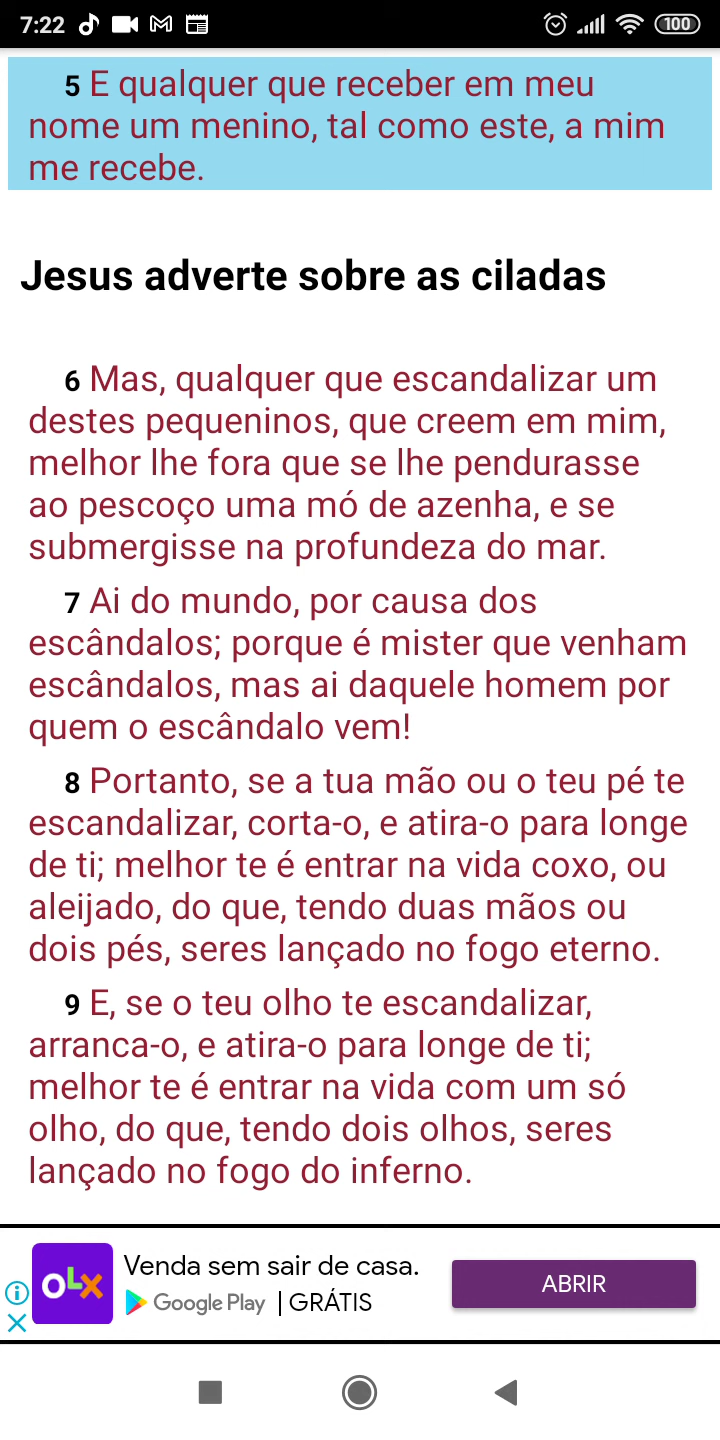 7:22
100
5 E qualquer que receber em meu
nome um menino, tal como este, a mim
me recebe.
Jesus adverte sobre as ciladas
6 Mas, qualquer que escandalizar um
destes pequeninos, que creem em mim,
melhor lhe fora que se lhe pendurasse
ao pescoço uma mó de azenha, e se
submergisse na profundeza do mar.
7 Ai do mundo, por causa dos
escândalos; porque é mister que venham
escândalos, mas ai daquele homem por
quem o escândalo vem!
8 Portanto, se a tua mão ou o teu pé te
escandalizar, corta-o, e atira-o para longe
de ti; melhor te é entrar na vida coxo, ou
aleijado, do que, tendo duas mãos ou
dois pés, seres lançado no fogo eterno.
9 E, se o teu olho te escandalizar,
arranca-o, e atira-o para longe de ti;
melhor te é entrar na vida com um só
olho, do que, tendo dois olhos, seres
lançado no fogo do inferno.
OLX
Venda sem sair de casa.
Google Play | GRÁTIS
ABRIR